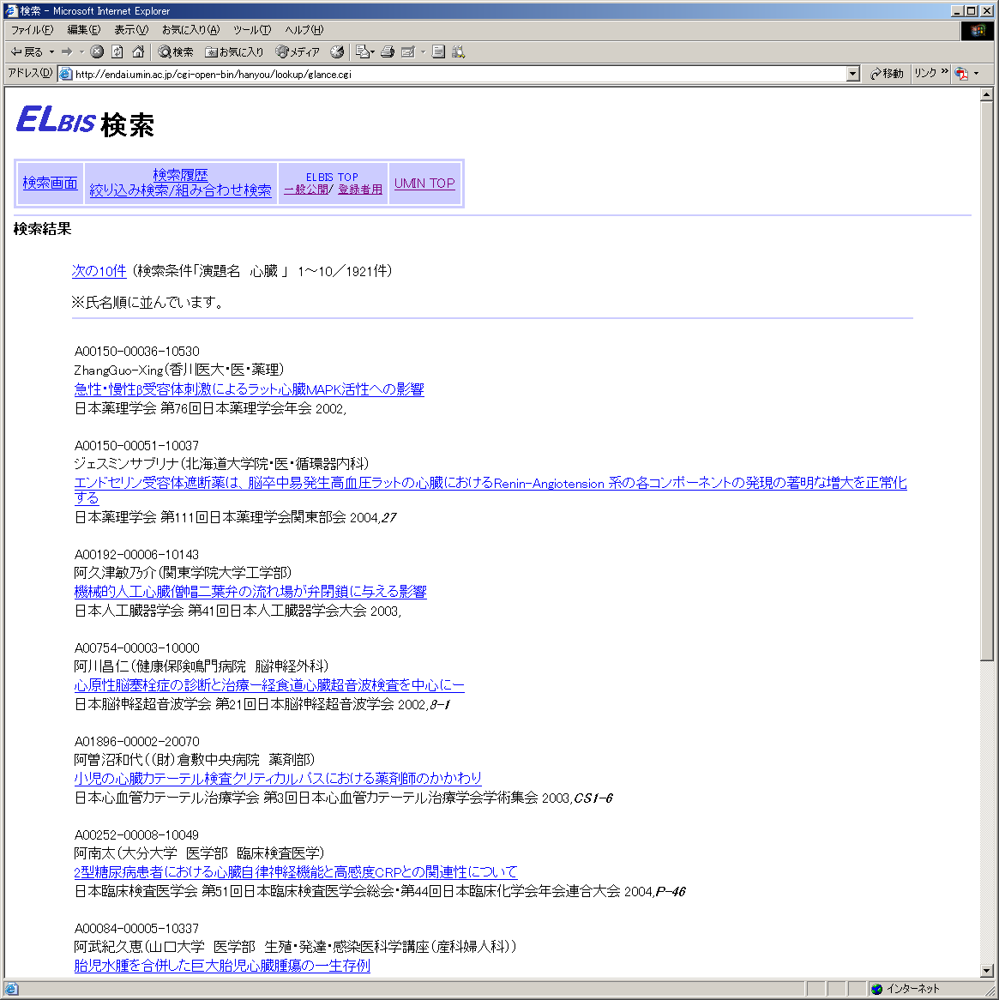 検索 - Microsoft Internet Explorer
ファイル(F) 編集(E) 表示(V) お気に入り(A) ツール(T) ヘルプ(H)
戻る 検索 お気に入り メディア
アドレス(D) http://endai.umin.ac.jp/cgi-open-bin/hanyou/lookup/glance.cgi 移動 リンク »
ELBIS 検索
検索画面 検索履歴 ELBIS TOP UMIN TOP
絞り込み検索/組み合わせ検索 一般公開/ 登録者用
検索結果
次の10件 (検索条件「演題名　心臓 」 1～10／1921件)
※氏名順に並んでいます。
A00150-00036-10530
ZhangGuo-Xing(香川医大・医・薬理)
急性・慢性β受容体刺激によるラット心臓MAPK活性への影響
日本薬理学会 第76回日本薬理学会年会 2002,
A00150-00051-10037
ジェスミンサブリナ(北海道大学院・医・循環器内科)
エンドセリン受容体遮断薬は、脳卒中易発生高血圧ラットの心臓におけるRenin-Angiotension 系の各コンポーネントの発現の著明な増大を正常化
する
日本薬理学会 第111回日本薬理学会関東部会 2004,27
A00192-00006-10143
阿久津敏乃介(関東学院大学工学部)
機械的人工心臓僧帽二葉弁の流れ場が弁閉鎖に与える影響
日本人工臓器学会 第41回日本人工臓器学会大会 2003,
A00754-00003-10000
阿川昌仁(健康保険鳴門病院　脳神経外科)
心原性脳塞栓症の診断と治療ー経食道心臓超音波検査を中心にー
日本脳神経超音波学会 第21回日本脳神経超音波学会 2002,8-1
A01896-00002-20070
阿曽沼和代((財)倉敷中央病院　薬剤部)
小児の心臓カテーテル検査クリティカルパスにおける薬剤師のかかわり
日本心血管カテーテル治療学会 第3回日本心血管カテーテル治療学会学術集会 2003,CS1-6
A00252-00008-10049
阿南太(大分大学　医学部　臨床検査医学)
2型糖尿病患者における心臓自律神経機能と高感度CRPとの関連性について
日本臨床検査医学会 第51回日本臨床検査医学会総会・第44回日本臨床化学会年会連合大会 2004,P-46
A00084-00005-10337
阿武紀久恵(山口大学　医学部　生殖・発達・感染医科学講座(産科婦人科))
胎児水腫を合併した巨大胎児心臓腫瘍の一生存例
インターネット